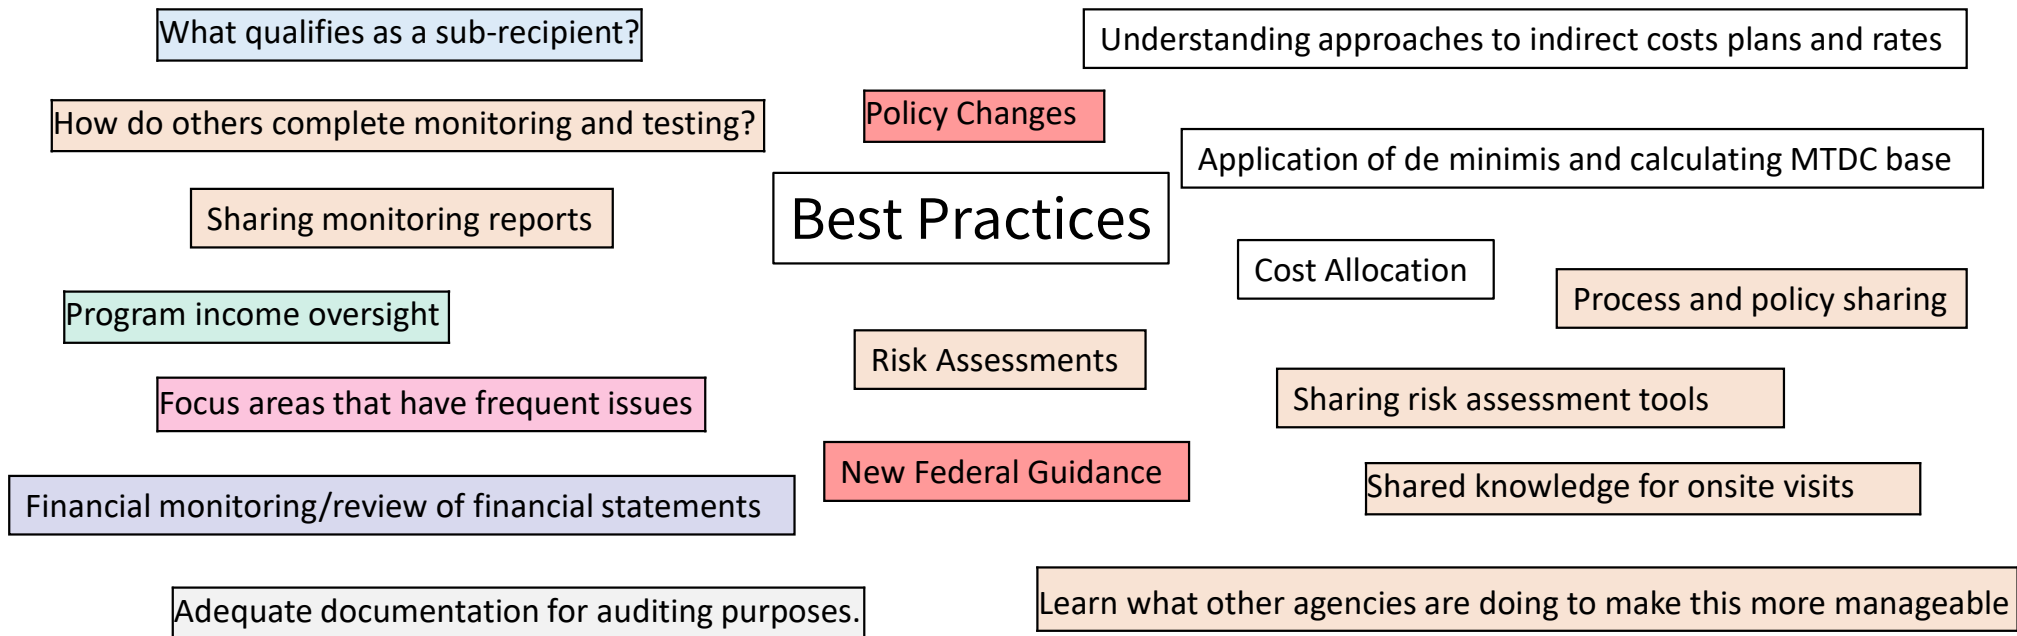 What qualifies as a sub-recipient?
Understanding approaches to indirect costs plans and rates
How do others complete monitoring and testing?
Policy Changes
Application of de minimis and calculating MTDC base
Sharing monitoring reports
Best Practices
Cost Allocation
Process and policy sharing
Program income oversight
Risk Assessments
Focus areas that have frequent issues
Sharing risk assessment tools
New Federal Guidance
Shared knowledge for onsite visits
Financial monitoring/review of financial statements
Adequate documentation for auditing purposes.
Learn what other agencies are doing to make this more manageable